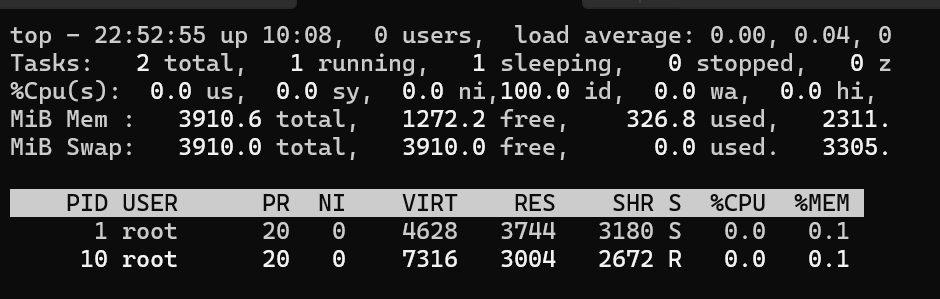 top - 22:52:55 up 10:08,  0 users,  load average: 0.00, 0.04, 0
Tasks:   2 total,   1 running,   1 sleeping,   0 stopped,   0 z
%Cpu(s):  0.0 us,  0.0 sy,  0.0 ni,100.0 id,  0.0 wa,  0.0 hi,
MiB Mem :   3910.6 total,   1272.2 free,    326.8 used,   2311.
MiB Swap:   3910.0 total,   3910.0 free,      0.0 used.   3305.
    PID USER      PR  NI    VIRT    RES    SHR S  %CPU  %MEM
      1 root      20   0    4628   3744   3180 S   0.0   0.1
     10 root      20   0    7316   3004   2672 R   0.0   0.1